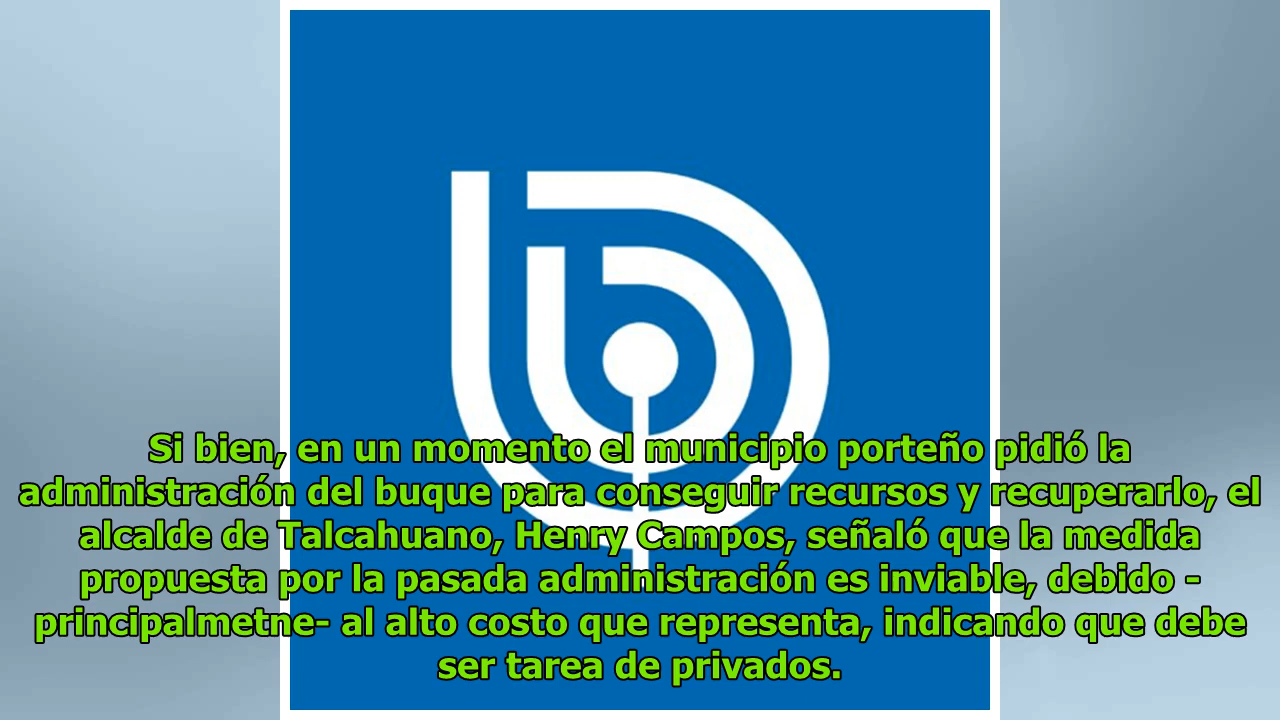 Si bien, en un momento el municipio porteño pidió la
administración del buque para conseguir recursos y recuperarlo, el
alcalde de Talcahuano, Henry Campos, señaló que la medida
propuesta por la pasada administración es inviable, debido -
principalmetne- al alto costo que representa, indicando que debe
ser tarea de privados.